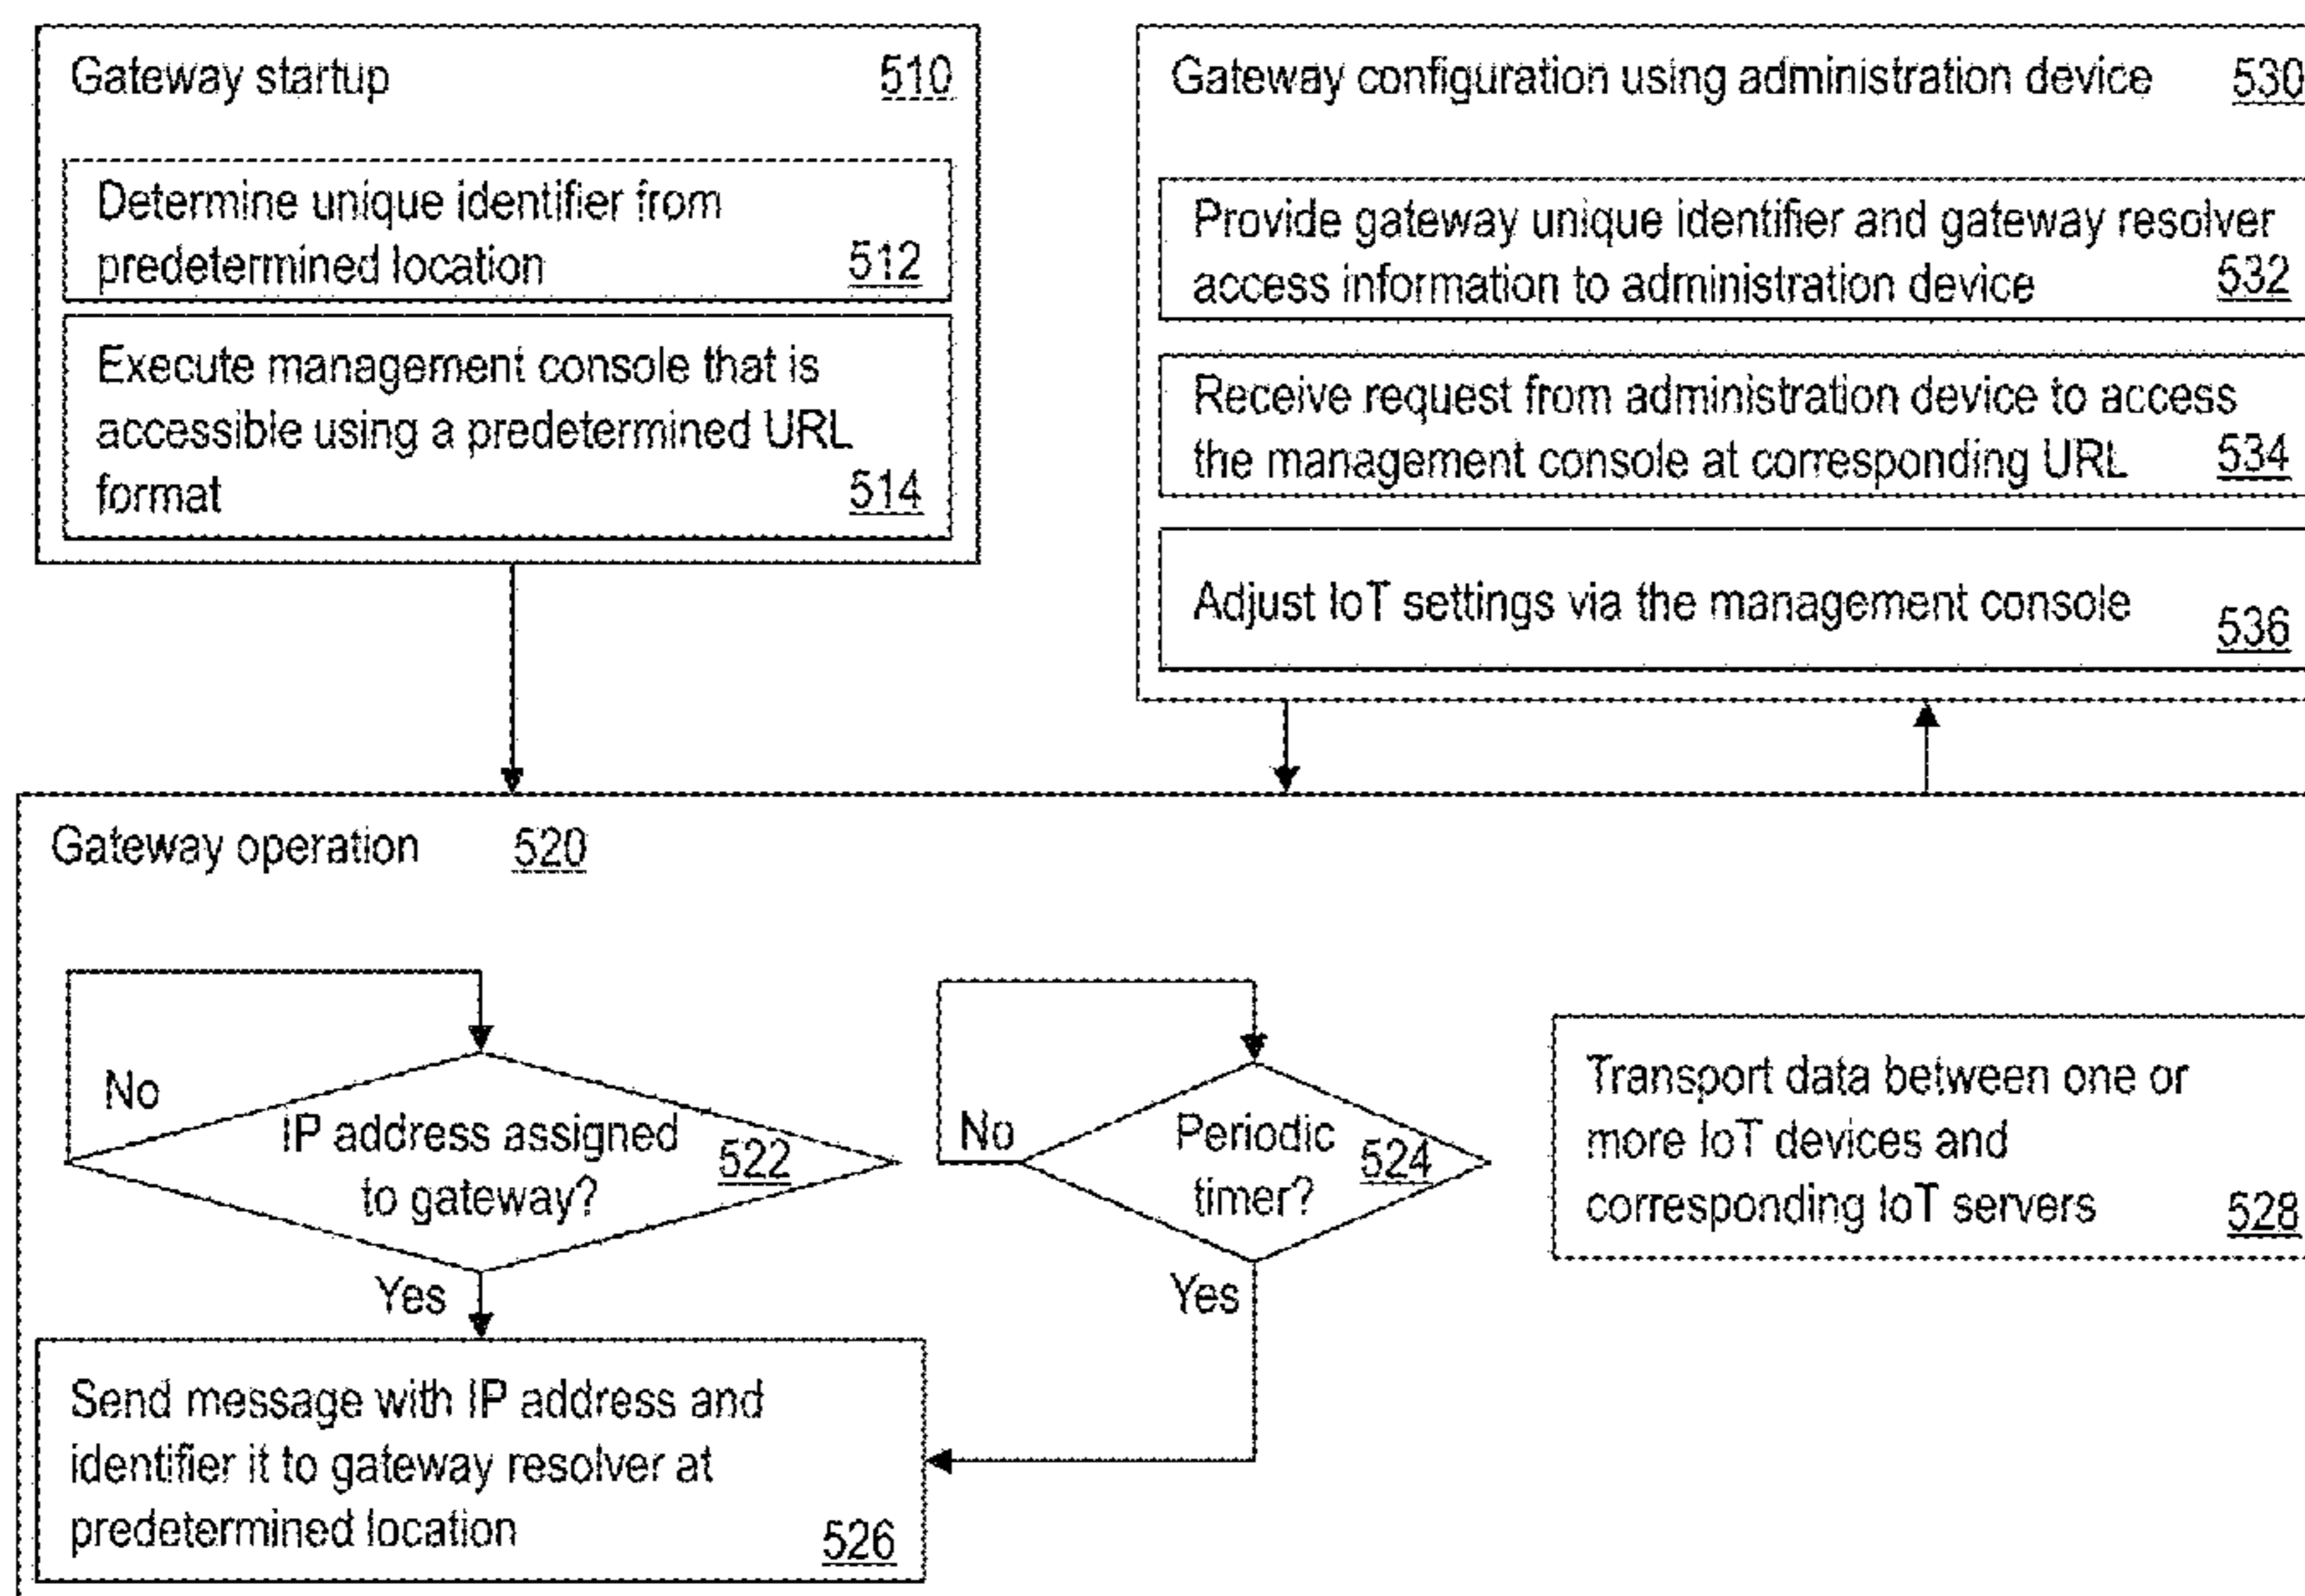 Gateway startup 510
Determine unique identifier from
predetermined location 512
Execute management console that is
accessible using a predetermined URL
format 514
Gateway configuration using administration device 530
Provide gateway unique identifier and gateway resolver
access information to administration device 532
Receive request from administration device to access
the management console at corresponding URL 534
Adjust IoT settings via the management console 536
Gateway operation 520
No
IP address assigned
to gateway? 522
Yes
No
Periodic
timer? 524
Yes
Transport data between one or
more IoT devices and
corresponding IoT servers 528
Send message with IP address and
identifier it to gateway resolver at
predetermined location 526